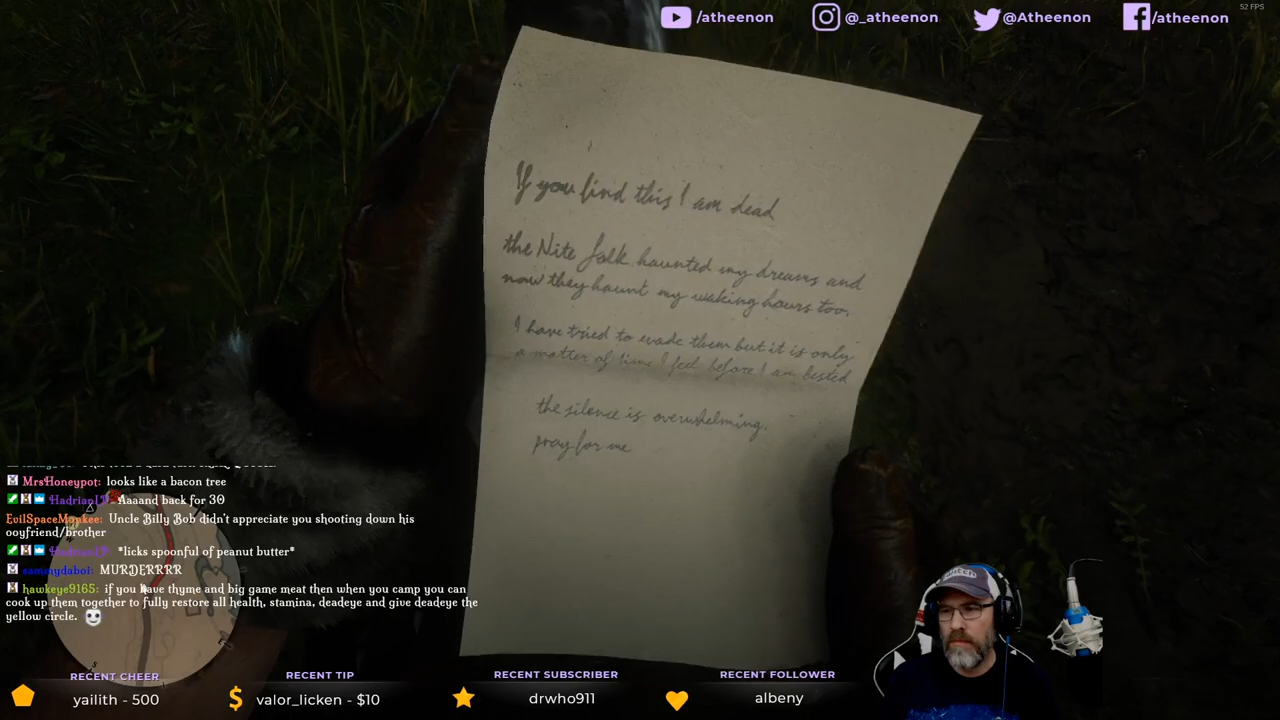 /atheenon
@_atheenon
@Atheenon
/atheenon
52 FPS
If you find this I am dead
the Nite folk haunted my dreams and
now they haunt my waking hours too.
I have tried to evade them but it is only
a matter of time I feel before I am bested
the silence is overwhelming.
pray for me
MrsHoneypot: looks like a bacon tree
Aaaand back for 30
EvilSpaceMonkee: Uncle Billy Bob didn't appreciate you shooting down his
ooyfriend/brother
*licks spoonful of peanut butter*
sammydaboi: MURDERRRR
hawkeye9165: if you have thyme and big game meat then when you camp you can
cook up them together to fully restore all health, stamina, deadeye and give deadeye the
yellow circle.
RECENT CHEER
yailith - 500
RECENT TIP
valor_licken - $10
RECENT SUBSCRIBER
drwho911
RECENT FOLLOWER
albeny